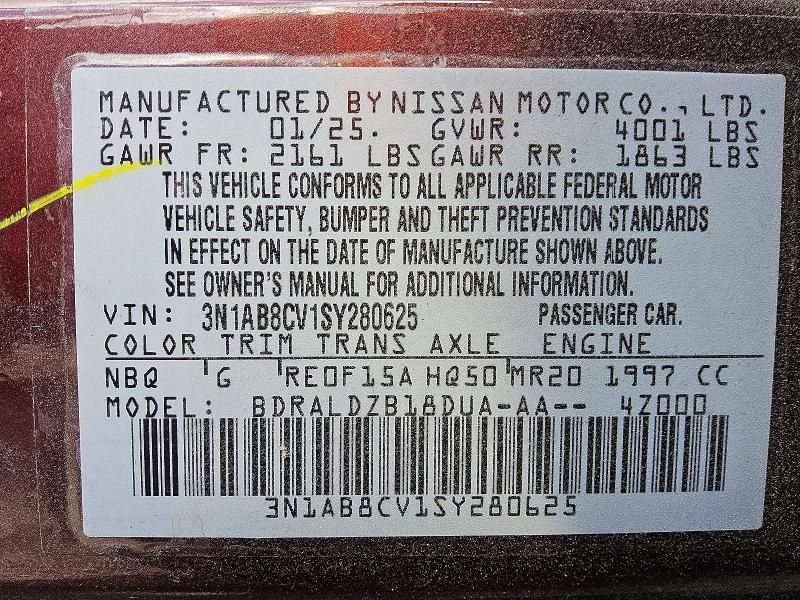 MANUFACTURED BY NISSAN MOTOR CO., LTD.
DATE: 01/25. GVWR: 4001 LBS
GAWR FR: 2161 LBS GAWR RR: 1863 LBS
THIS VEHICLE CONFORMS TO ALL APPLICABLE FEDERAL MOTOR
VEHICLE SAFETY, BUMPER AND THEFT PREVENTION STANDARDS
IN EFFECT ON THE DATE OF MANUFACTURE SHOWN ABOVE.
SEE OWNER'S MANUAL FOR ADDITIONAL INFORMATION.
VIN: 3N1AB8CV1SY280625 PASSENGER CAR.
COLOR TRIM TRANS AXLE ENGINE
NBQ G RE0F15A HQ50 MR20 1997 CC
MODEL: BDRALDZB18DUA-AA-- 4Z000
3N1AB8CV1SY280625